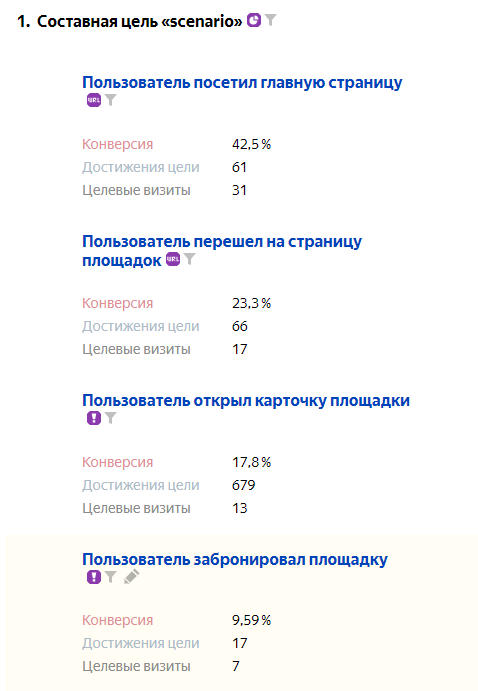 1. Составная цель «scenario»
Пользователь посетил главную страницу
URL
Конверсия 42,5 %
Достижения цели 61
Целевые визиты 31
Пользователь перешел на страницу
площадок URL
Конверсия 23,3 %
Достижения цели 66
Целевые визиты 17
Пользователь открыл карточку площадки
!
Конверсия 17,8 %
Достижения цели 679
Целевые визиты 13
Пользователь забронировал площадку
!
Конверсия 9,59 %
Достижения цели 17
Целевые визиты 7